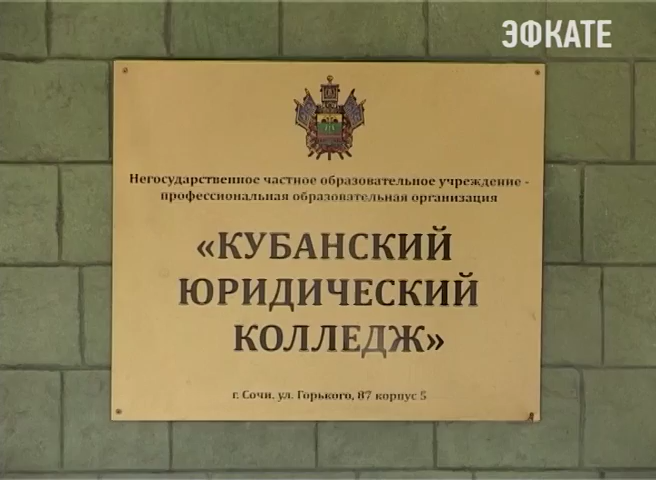 ЭФКАТЕ
Негосударственное частное образовательное учреждение -
профессиональная образовательная организация
«КУБАНСКИЙ
ЮРИДИЧЕСКИЙ
КОЛЛЕДЖ»
г. Сочи, ул. Горького, 87 корпус 5